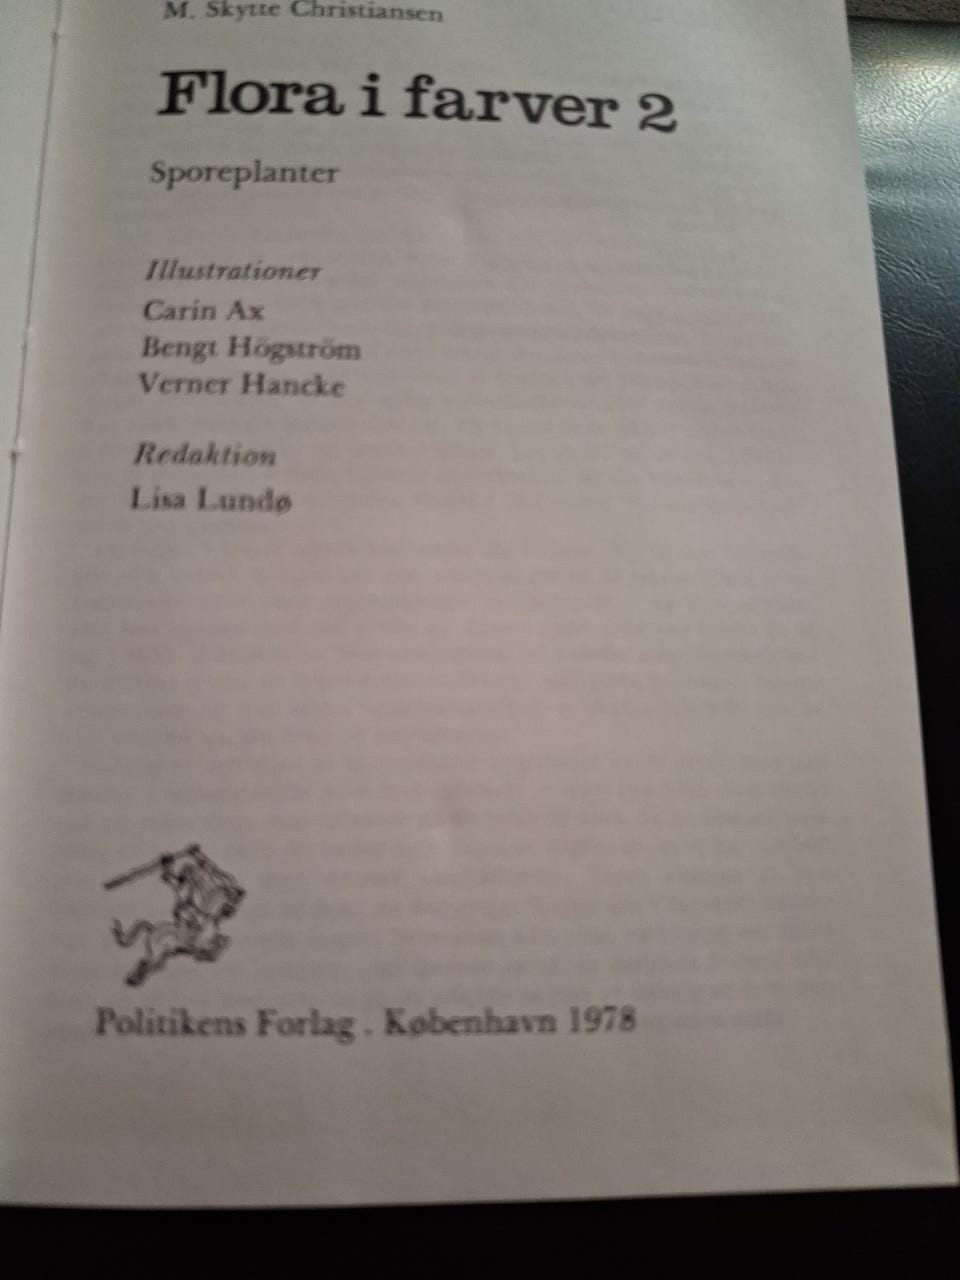 M. Skytte Christiansen
Flora i farver 2
Sporeplanter
Illustrationer
Carin Ax
Bengt Högström
Verner Hancke
Redaktion
Lisa Lundø
Politikens Forlag . København 1978